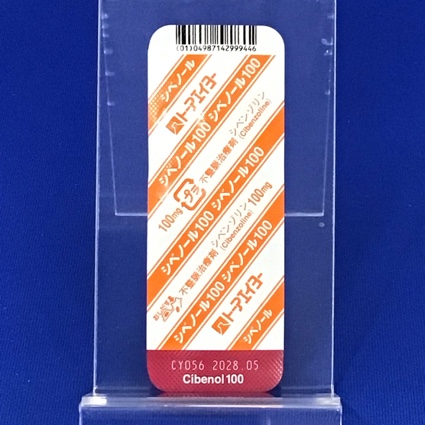 (01)04987142999446
シベノール
トーアエイヨー
シベノール100 シベノール100
不整脈治療剤 シベンゾリン
(Cibenzoline)
100mg プラ
シベノール100 シベノール100
不整脈治療剤 シベンゾリン 100mg
(Cibenzoline)
シベノール100 シベノール100
トーアエイヨー
シベノール
CY056 2028.05
Cibenol 100